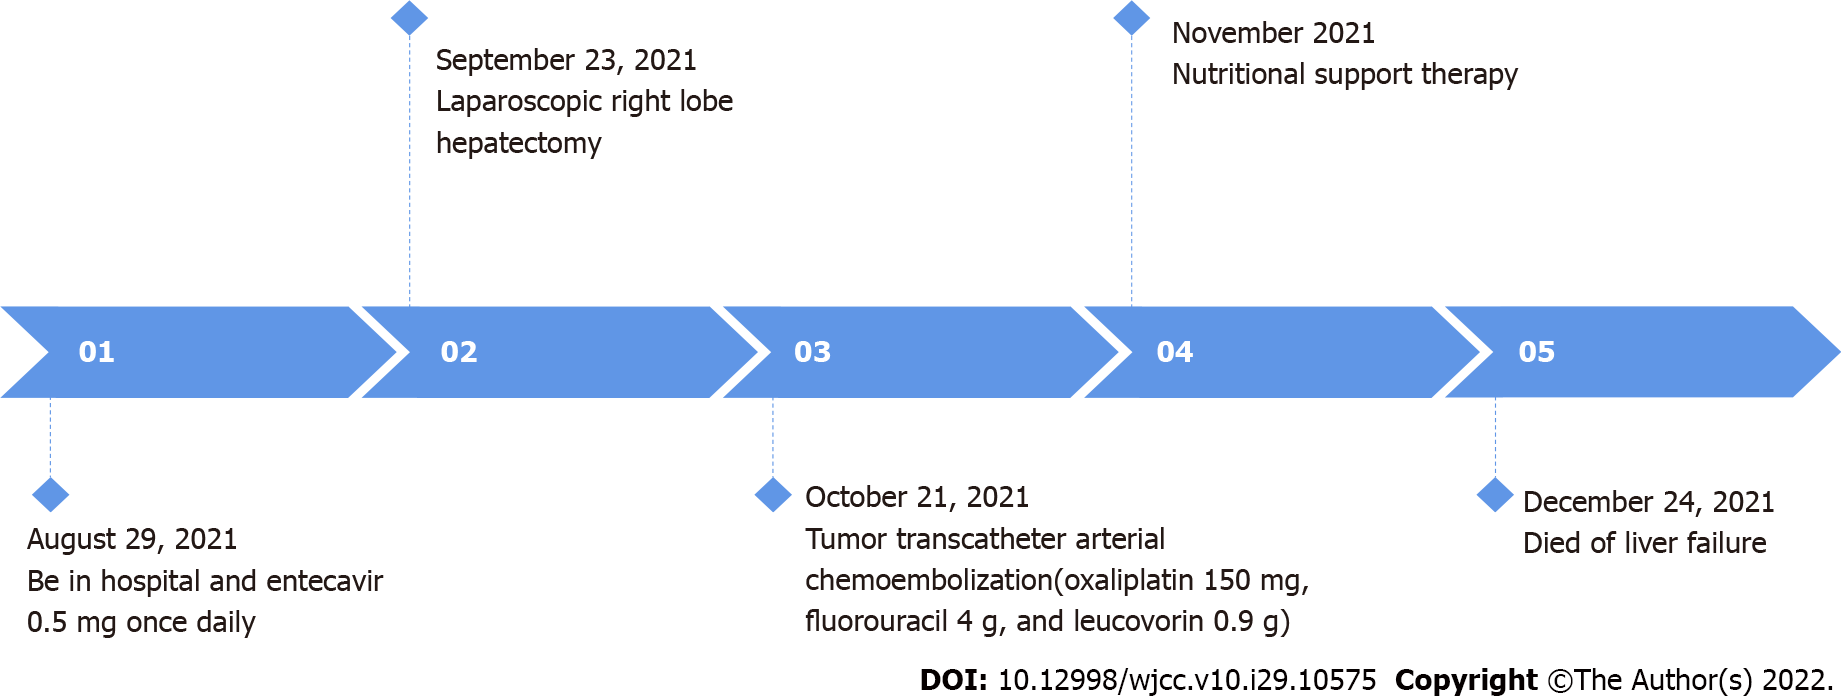 September 23, 2021
Laparoscopic right lobe
hepatectomy
November 2021
Nutritional support therapy
01
02
03
04
05
August 29, 2021
Be in hospital and entecavir
0.5 mg once daily
October 21, 2021
Tumor transcatheter arterial
chemoembolization(oxaliplatin 150 mg,
fluorouracil 4 g, and leucovorin 0.9 g)
December 24, 2021
Died of liver failure
DOI: 10.12998/wjcc.v10.i29.10575 Copyright ©The Author(s) 2022.